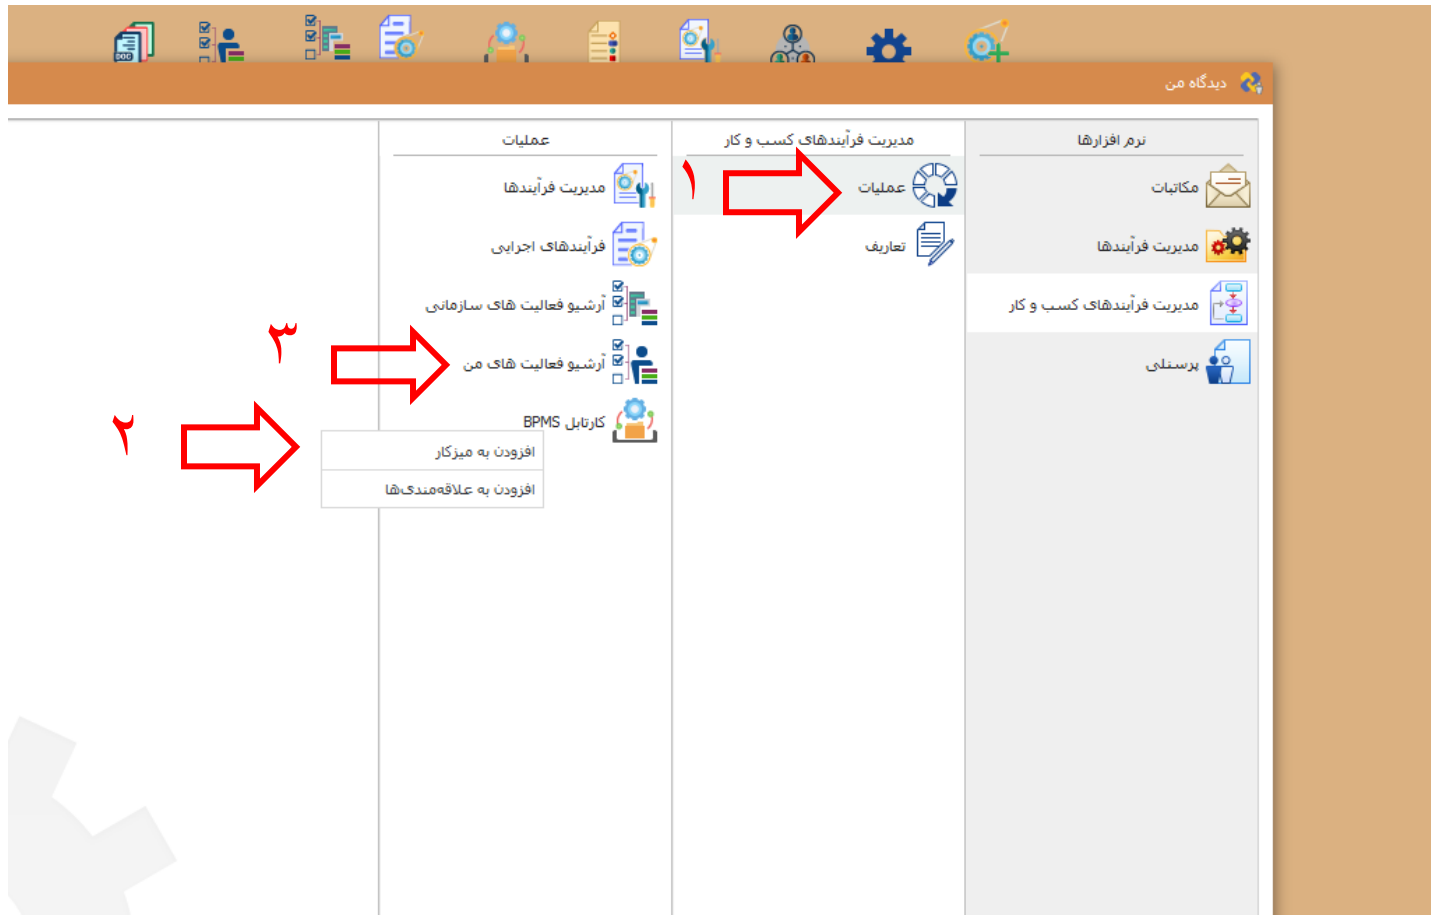 DOC
دیدگاه من
نرم افزارها
مکاتبات
مدیریت فرآیندها
مدیریت فرآیندهای کسب و کار
پرسنلی
مدیریت فرآیندهای کسب و کار
عملیات
تعاریف
۱
عملیات
مدیریت فرآیندها
فرآیندهای اجرایی
آرشیو فعالیت های سازمانی
آرشیو فعالیت های من
کارتابل BPMS
۳
۲
افزودن به میزکار
افزودن به علاقه‌مندی‌ها